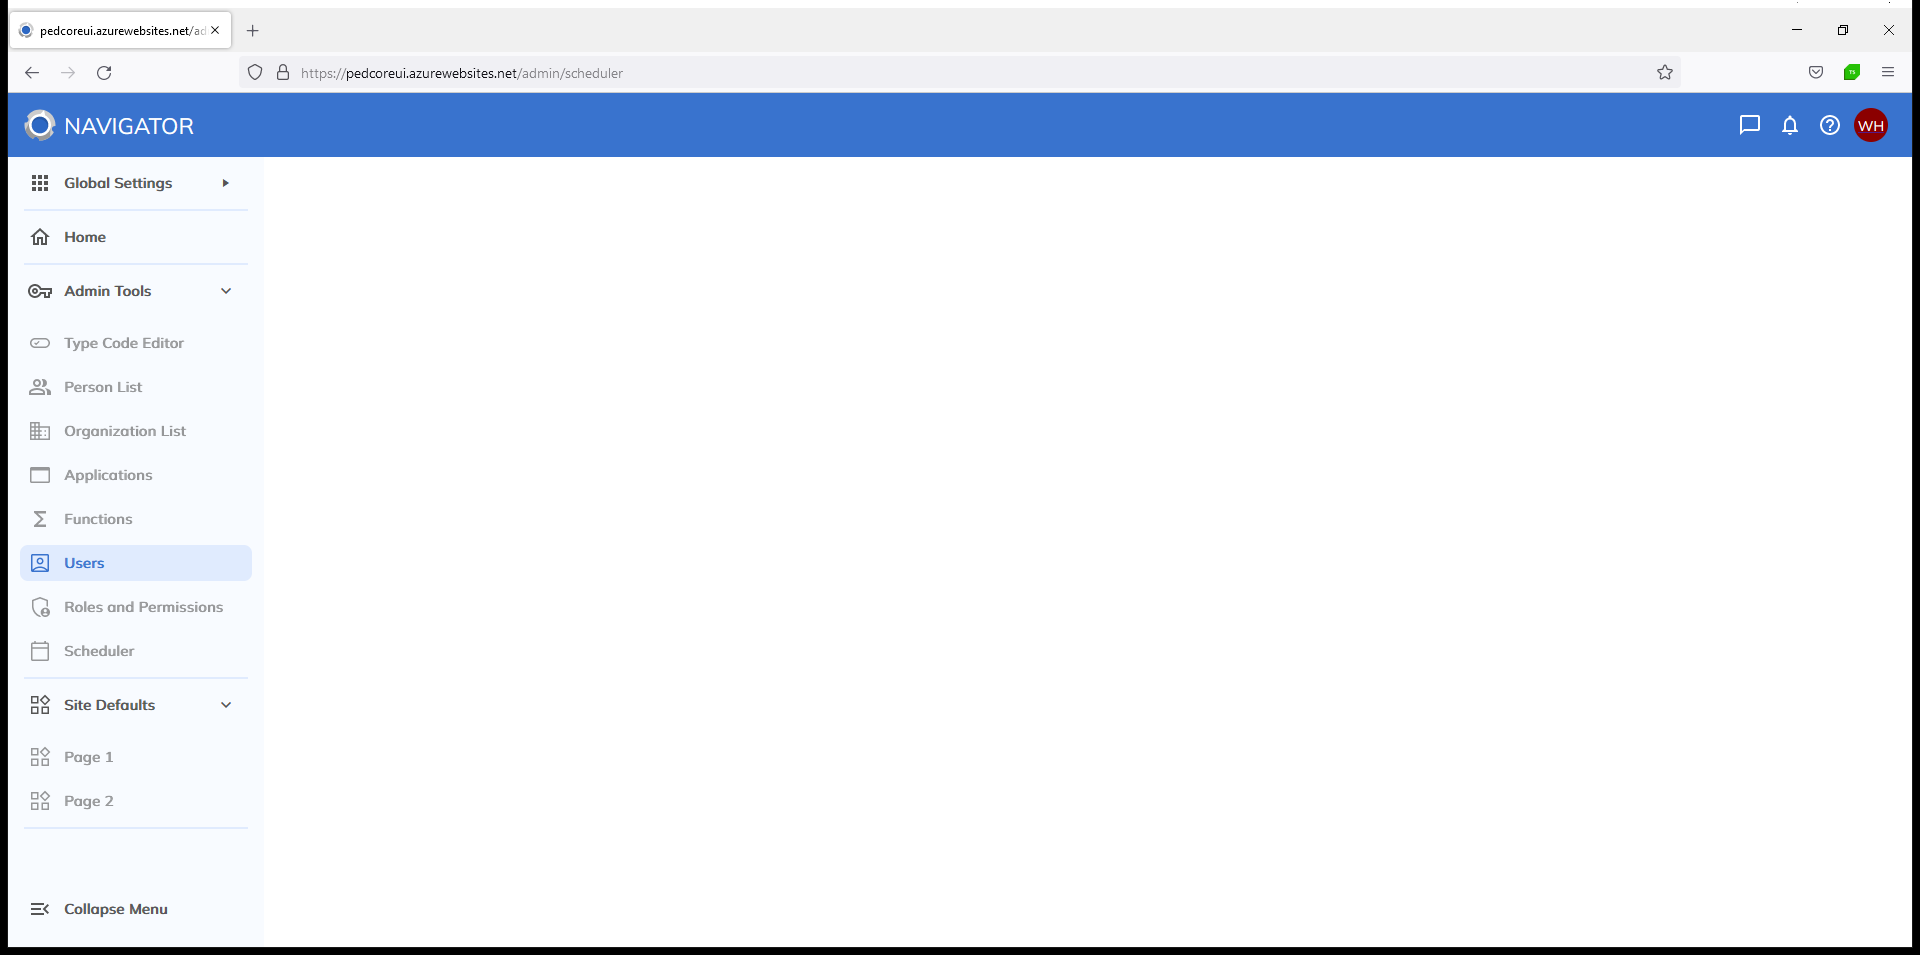 pedcoreui.azurewebsites.net/ad
https://pedcoreui.azurewebsites.net/admin/scheduler
TS
NAVIGATOR
WH
Global Settings
Home
Admin Tools
Type Code Editor
Person List
Organization List
Applications
Functions
Users
Roles and Permissions
Scheduler
Site Defaults
Page 1
Page 2
Collapse Menu